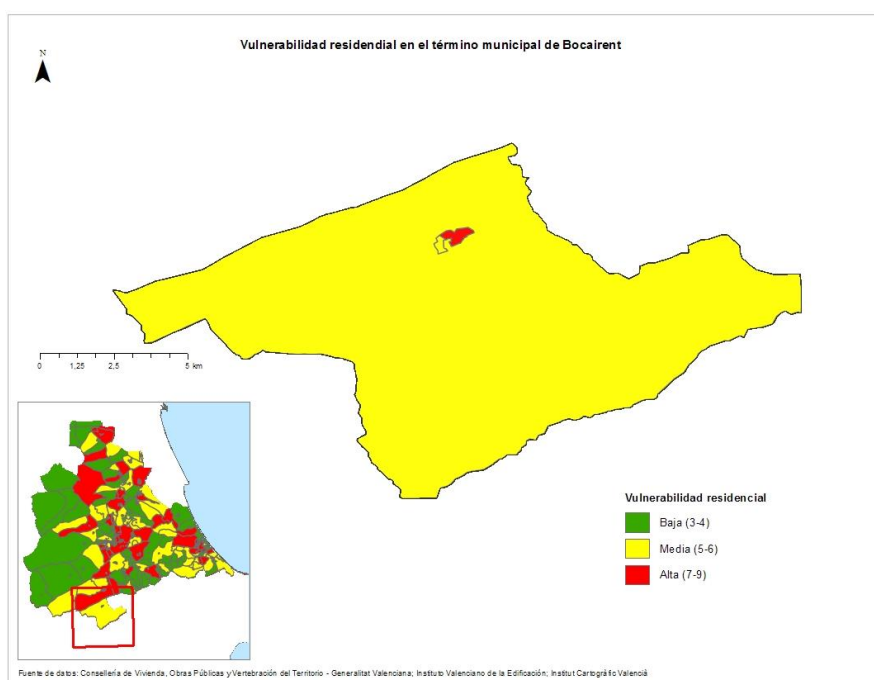 Vulnerabilidad residendial en el término municipal de Bocairent
N
0 1,25 2,5 5 km
Vulnerabilidad residencial
Baja (3-4)
Media (5-6)
Alta (7-9)
Fuente de datos: Consellería de Vivienda, Obras Públicas y Vertebración del Territorio - Generalitat Valenciana; Instituto Valenciano de la Edificación; Institut Cartogràfic Valencià